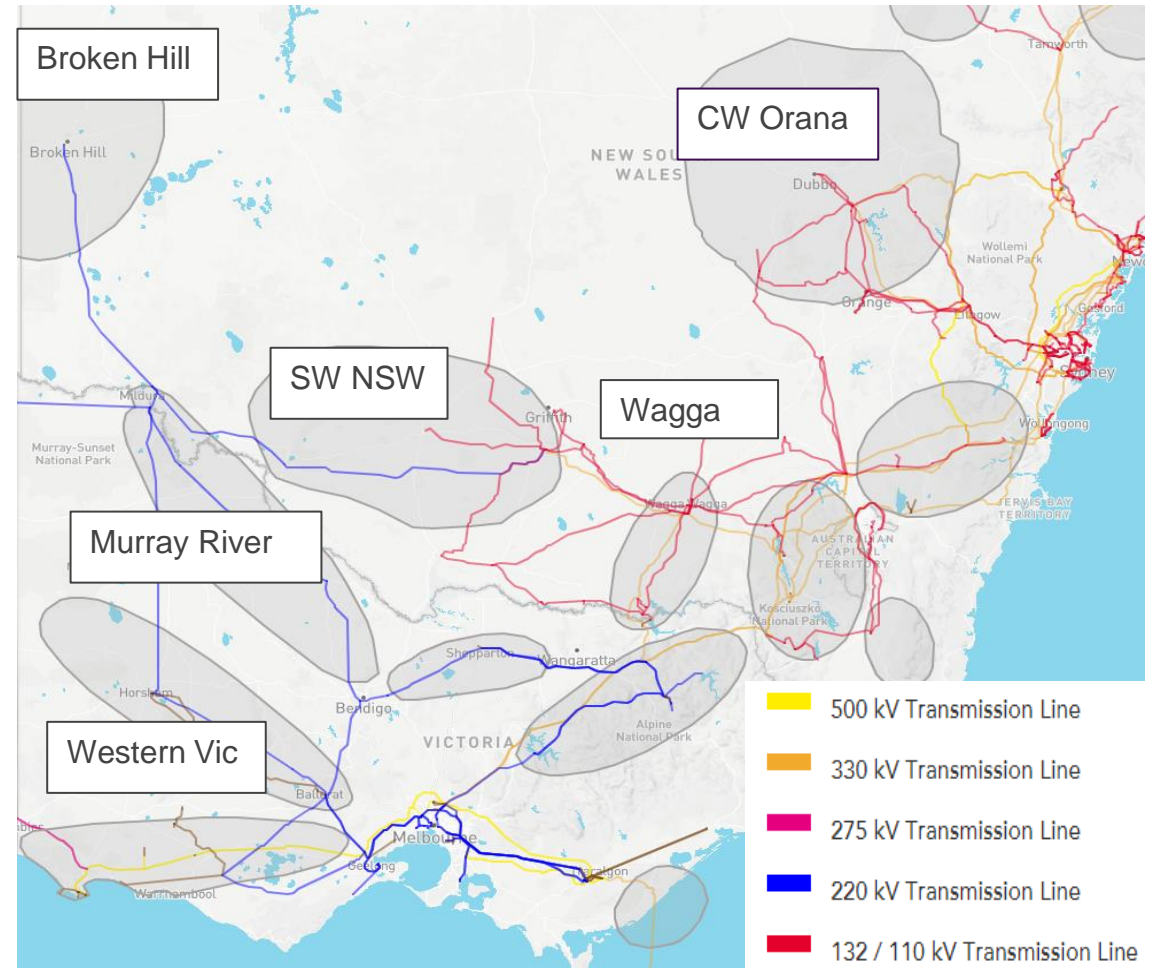 Broken Hill
Tamworth
CW Orana
Broken Hill
NEW SOU
WALES
Dubbo
Wollemi
National Park
Newc
Orange
Lithgow
Gosford
SW NSW
Sydney
Mildura
Wagga
Griffith
Wollongong
Murray-Sunset
National Park
Wagga Wagga
JERVIS BAY
TERRITORY
Murray River
AUSTRALIAN
CAPITAL
TERRITORY
Kosciuszko
National Park
Shepparton
Wangaratta
Horsham
Bendigo
Alpine
National Park
Western Vic
VICTORIA
Ballarat
Melbourne
Geelong
Traralgon
Warrnambool
500 kV Transmission Line
330 kV Transmission Line
275 kV Transmission Line
220 kV Transmission Line
132 / 110 kV Transmission Line